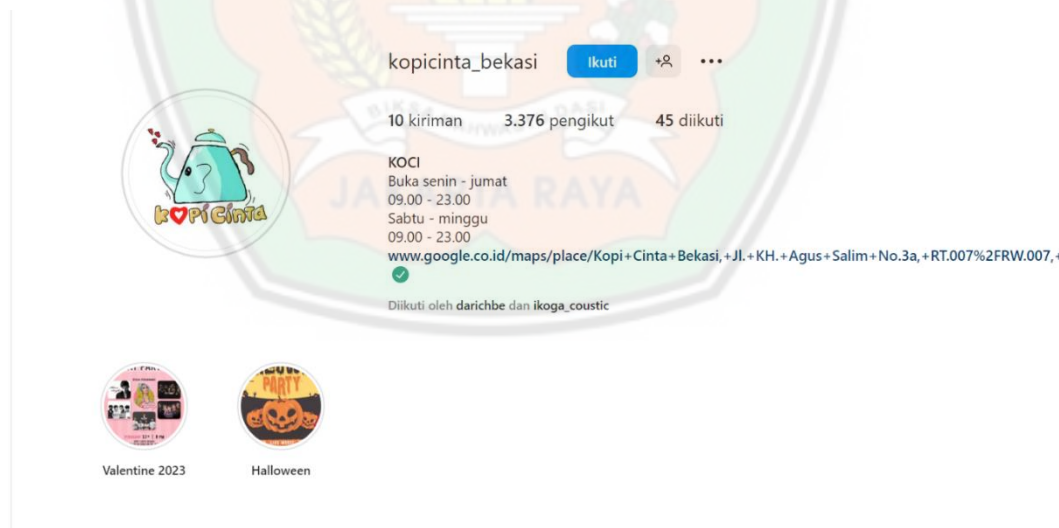 kopicinta_bekasi Ikuti
BIKSA
JAKARTA RAYA
10 kiriman 3.376 pengikut 45 diikuti
KOCI
Buka senin - jumat
09.00 - 23.00
Sabtu - minggu
09.00 - 23.00
www.google.co.id/maps/place/Kopi+Cinta+Bekasi,+Jl.+KH.+Agus+Salim+No.3a,+RT.007%2FRW.007,+
Diikuti oleh darichbe dan ikoga_coustic
kOPi Cinta
PARTY
Valentine 2023 Halloween